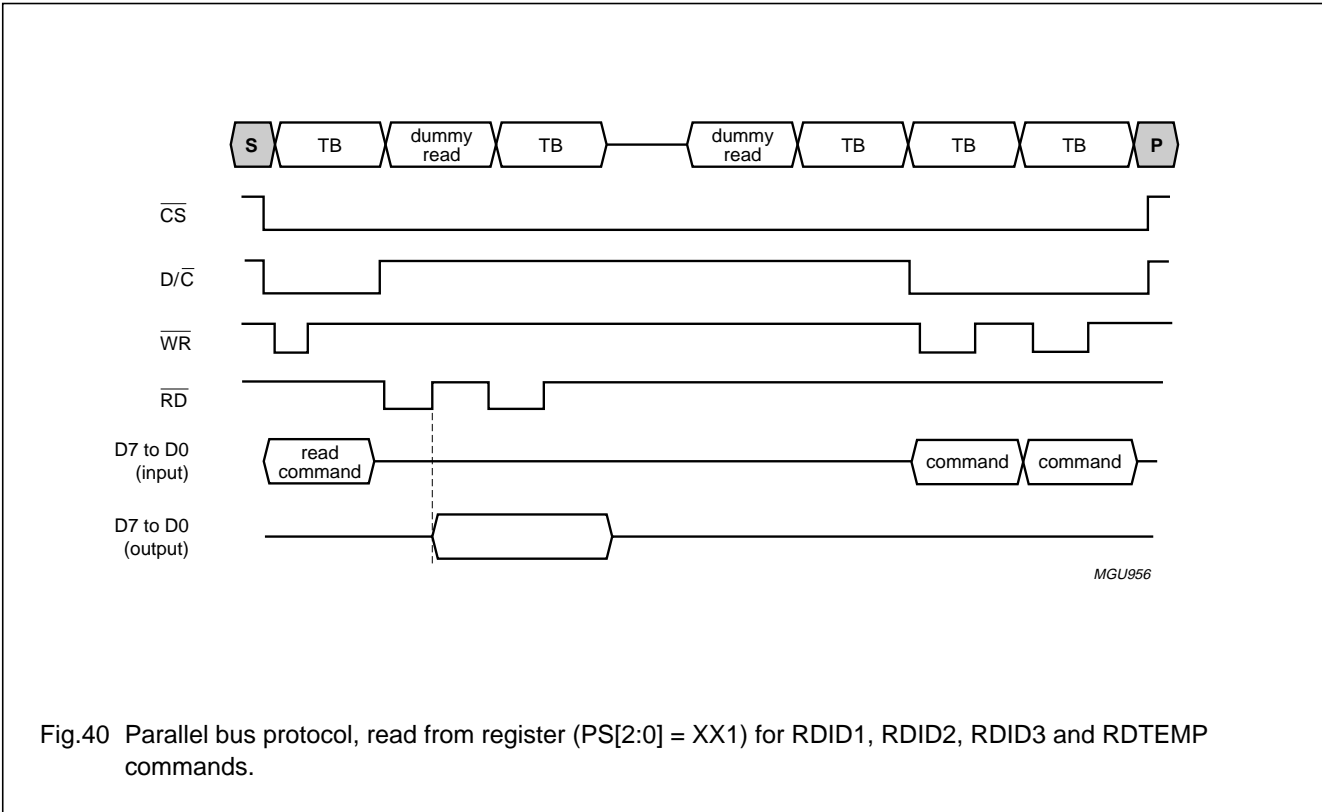 S TB dummy read TB dummy read TB TB TB P
CS
D/C
WR
RD
D7 to D0
(input)
read
command
command command
D7 to D0
(output)
MGU956
Fig.40 Parallel bus protocol, read from register (PS[2:0] = XX1) for RDID1, RDID2, RDID3 and RDTEMP
commands.